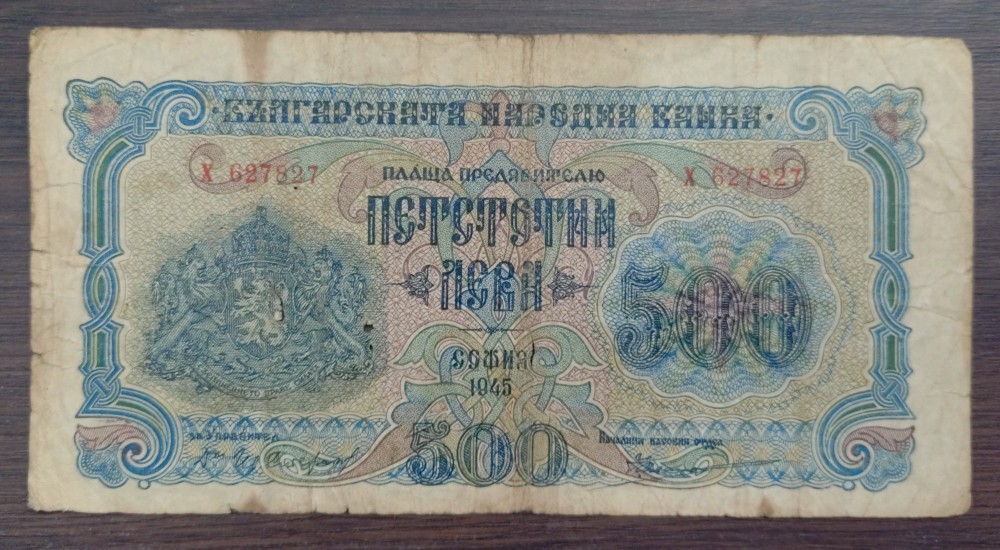 ·БЪЛГАРСКАТА НАРОДНА БАНКА·
X 627827
X 627827
ПЛАЩА ПРЕДЯВИТЕЛЮ
ПЕТСТОТИН
ЛЕВА
500
СОФИЯ
1945
ЗА УПРАВИТЕЛ
НАЧАЛНИК КАСОВИЯ ОТДЕЛ
500